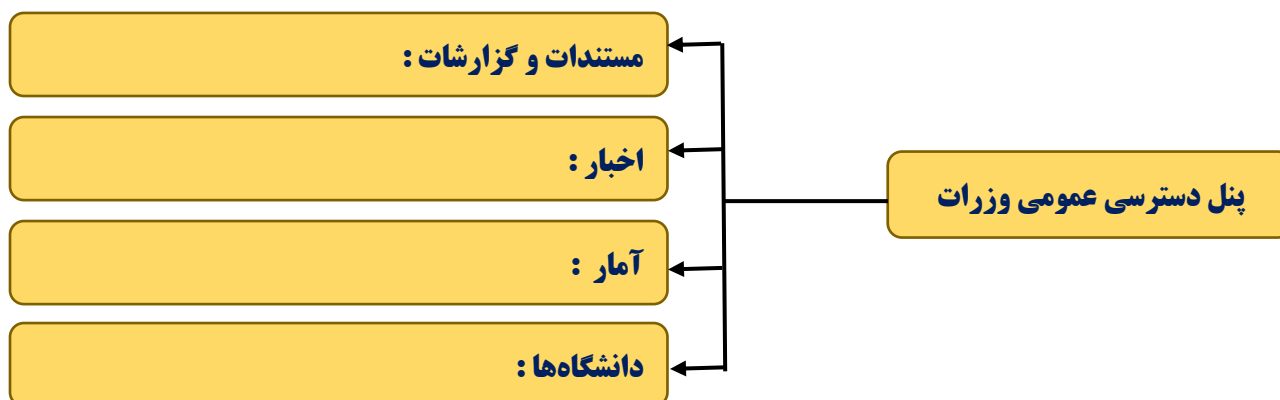 مستندات و گزارشات :
اخبار :
پنل دسترسی عمومی وزرات
آمار :
دانشگاه‌ها :